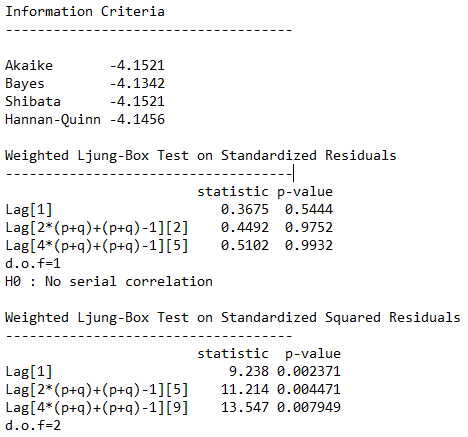 Information Criteria
------------------------------------
Akaike       -4.1521
Bayes        -4.1342
Shibata      -4.1521
Hannan-Quinn -4.1456
Weighted Ljung-Box Test on Standardized Residuals
------------------------------------
                        statistic p-value
Lag[1]                     0.3675  0.5444
Lag[2*(p+q)+(p+q)-1][2]    0.4492  0.9752
Lag[4*(p+q)+(p+q)-1][5]    0.5102  0.9932
d.o.f=1
H0 : No serial correlation
Weighted Ljung-Box Test on Standardized Squared Residuals
------------------------------------
                        statistic  p-value
Lag[1]                      9.238 0.002371
Lag[2*(p+q)+(p+q)-1][5]    11.214 0.004471
Lag[4*(p+q)+(p+q)-1][9]    13.547 0.007949
d.o.f=2